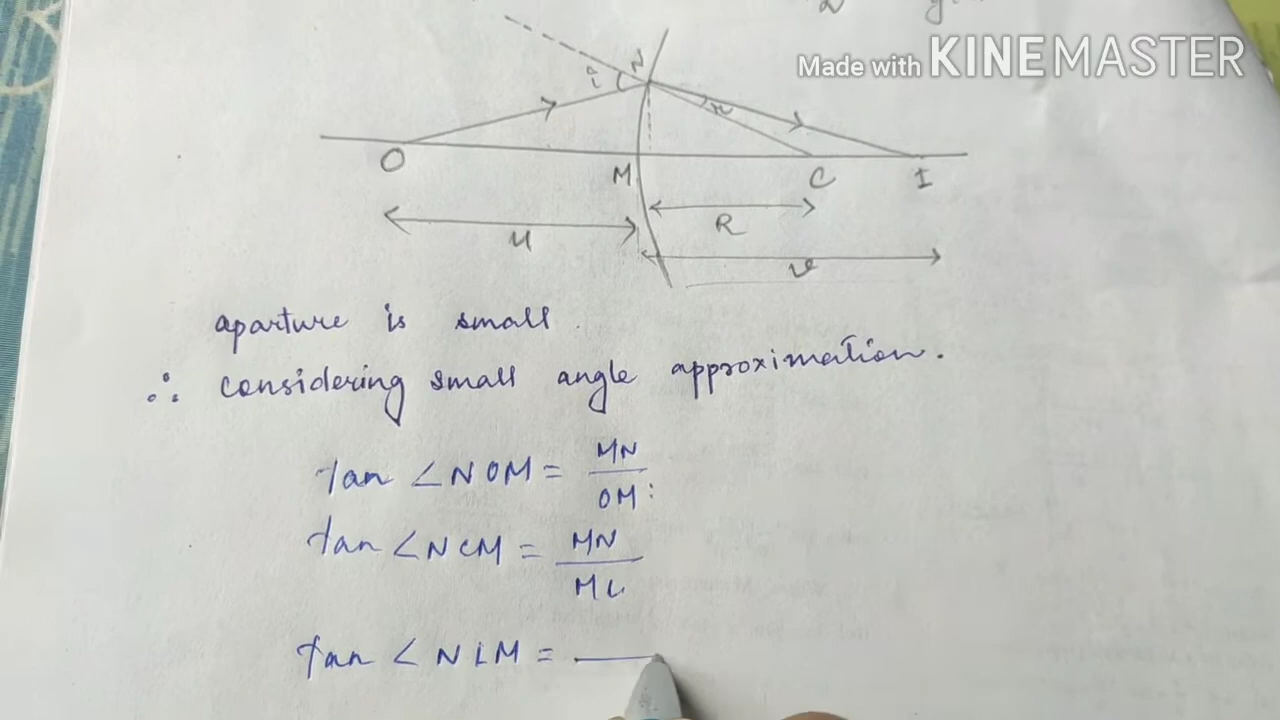 Made with KINEMASTER
i N
r
O M C I
R
u
v
aparture is small.
∴ considering small angle approximation.
tan ∠NOM = MN
OM
tan ∠NCM = MN
MC
tan ∠NIM =